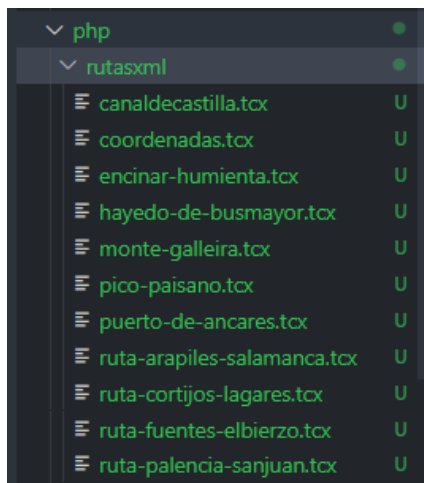 php
rutasxml
canaldecastilla.tcx U
coordenadas.tcx U
encinar-humienta.tcx U
hayedo-de-busmayor.tcx U
monte-galleira.tcx U
pico-paisano.tcx U
puerto-de-ancares.tcx U
ruta-arapiles-salamanca.tcx U
ruta-cortijos-lagares.tcx U
ruta-fuentes-elbierzo.tcx U
ruta-palencia-sanjuan.tcx U